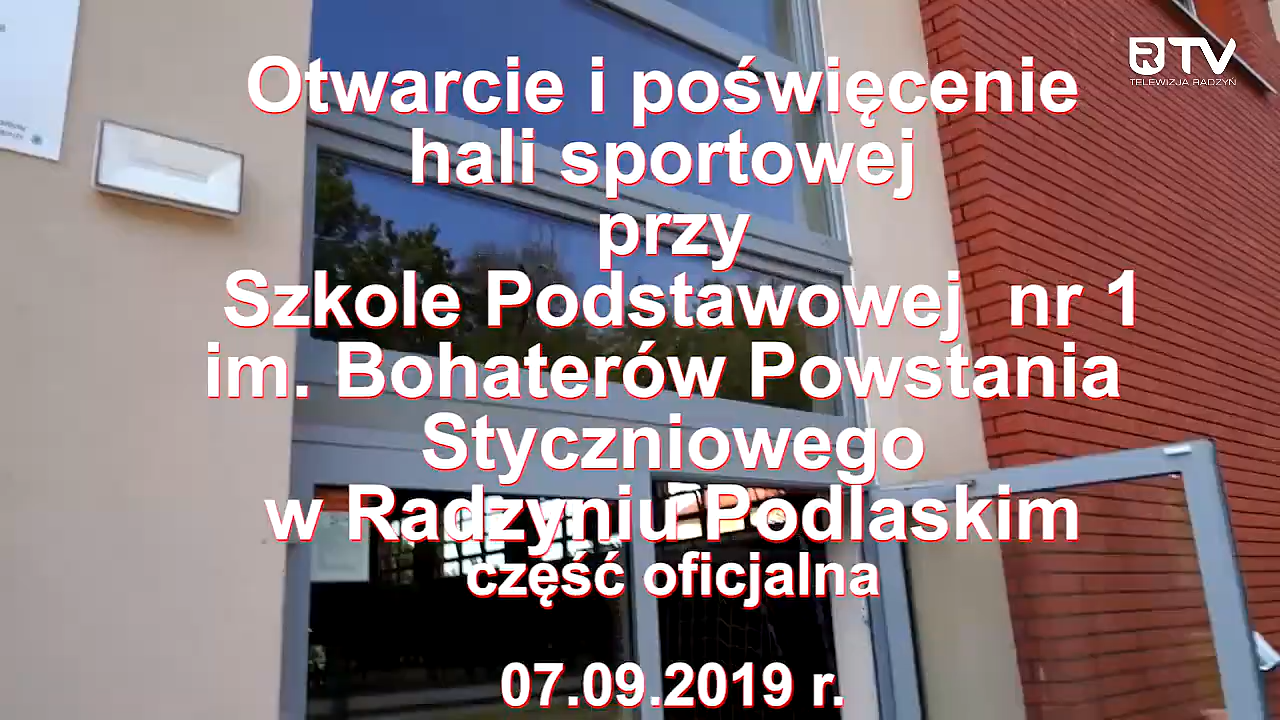 RTV
TELEWIZJA RADZYŃ
Otwarcie i poświęcenie
hali sportowej
przy
Szkole Podstawowej nr 1
im. Bohaterów Powstania
Styczniowego
w Radzyniu Podlaskim
część oficjalna
07.09.2019 r.